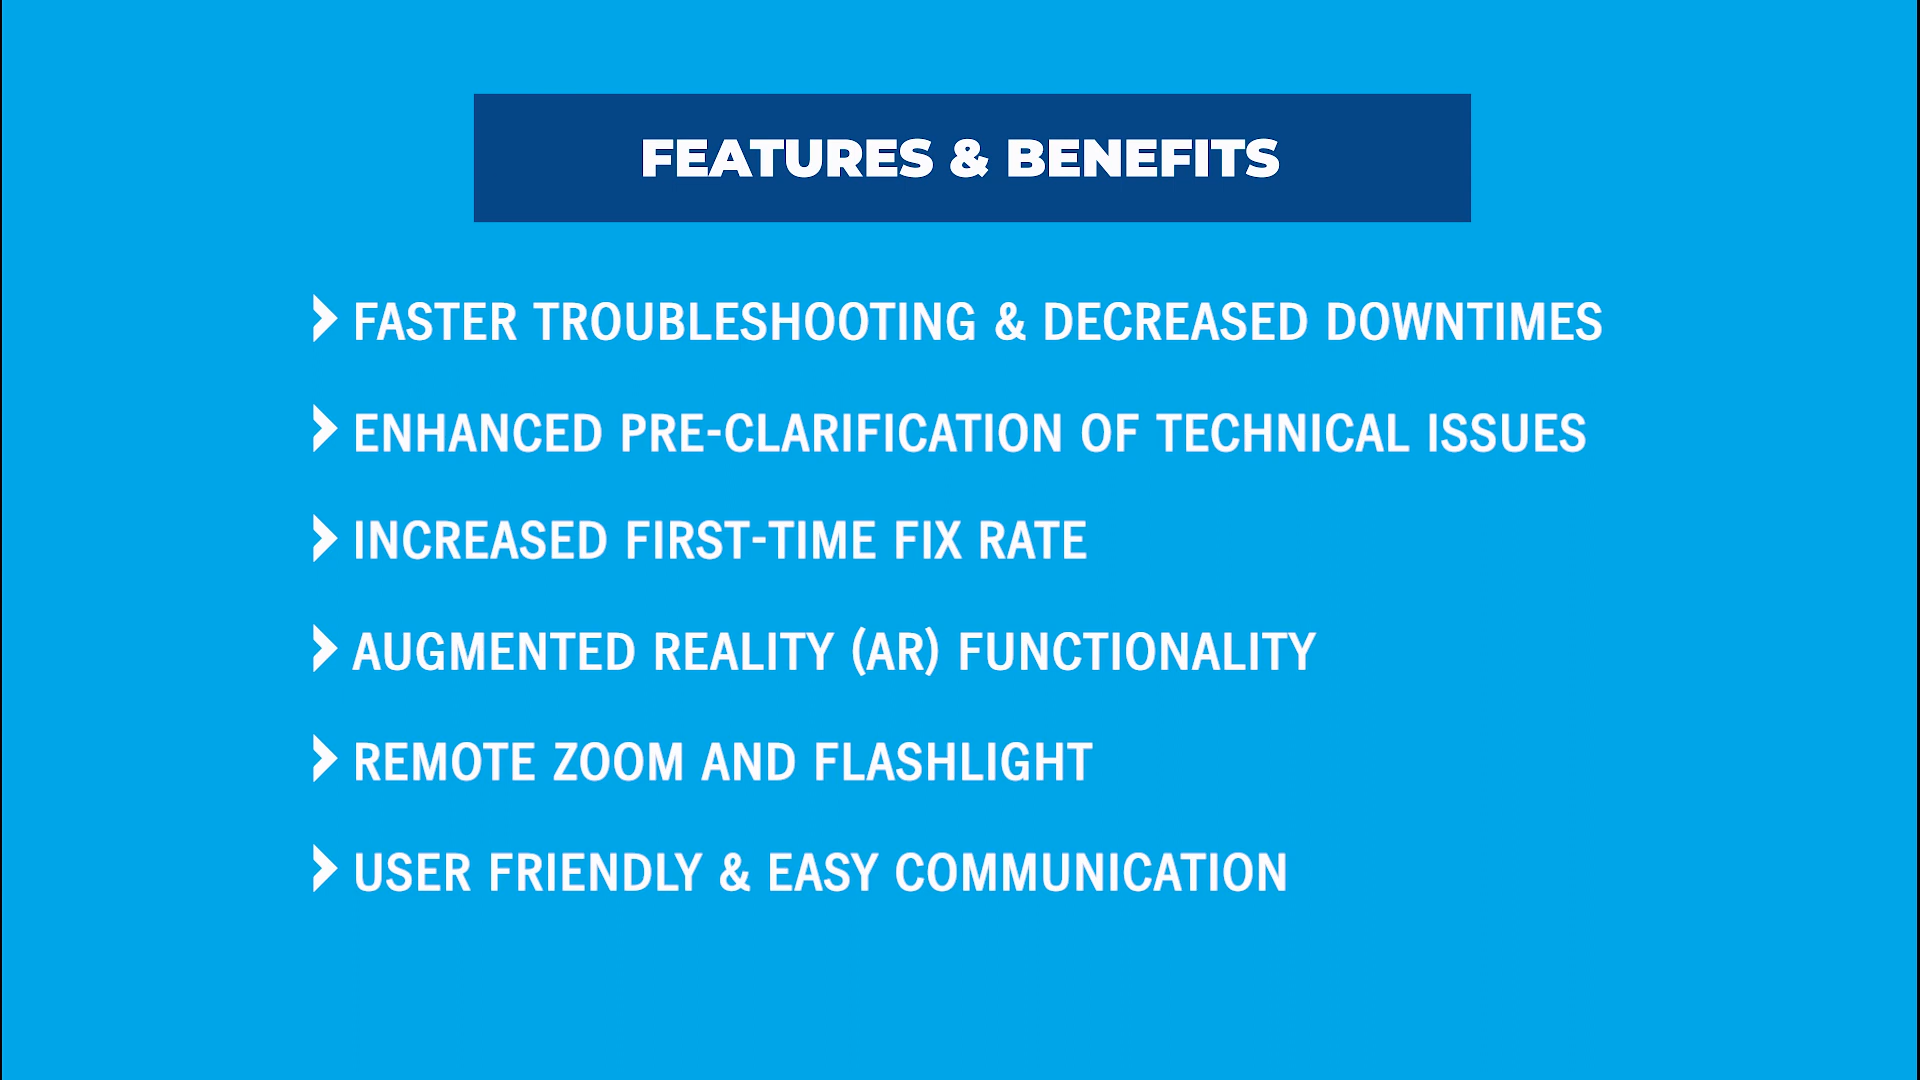 FEATURES & BENEFITS
FASTER TROUBLESHOOTING & DECREASED DOWNTIMES
ENHANCED PRE-CLARIFICATION OF TECHNICAL ISSUES
INCREASED FIRST-TIME FIX RATE
AUGMENTED REALITY (AR) FUNCTIONALITY
REMOTE ZOOM AND FLASHLIGHT
USER FRIENDLY & EASY COMMUNICATION